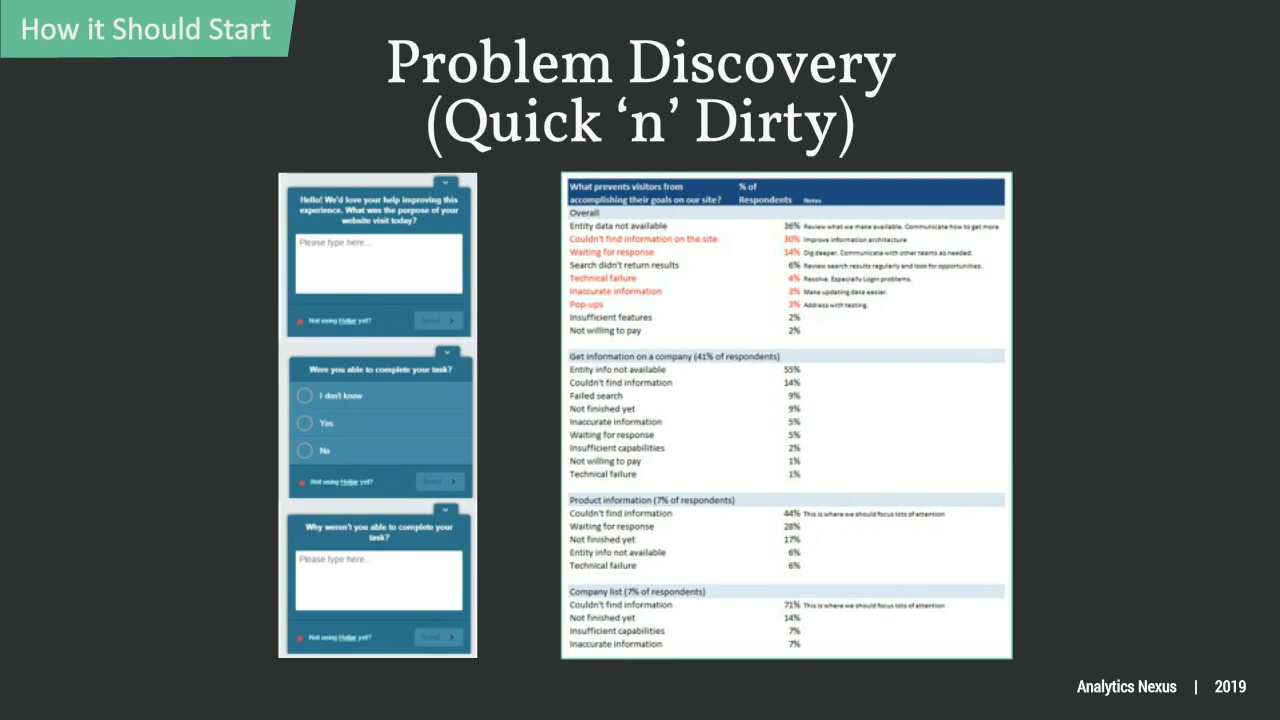 How it Should Start
Problem Discovery
(Quick ‘n’ Dirty)
Hello! We'd love your help improving this
experience. What was the purpose of your
website visit today?
Please type here...
Not using Hotjar yet?
Send
Were you able to complete your task?
I don't know
Yes
No
Not using Hotjar yet?
Send
Why weren't you able to complete your
task?
Please type here...
Not using Hotjar yet?
Send
What prevents visitors from % of
accomplishing their goals on our site? Respondents Notes
Overall
Entity data not available 36% Review what we make available. Communicate how to get more
Couldn't find information on the site 30% Improve information architecture
Waiting for response 14% Dig deeper. Communicate with other teams as needed.
Search didn't return results 6% Review search results regularly and look for opportunities.
Technical failure 4% Resolve. Especially Login problems.
Inaccurate information 3% Make updating data easier.
Pop-ups 3% Address with testing.
Insufficient features 2%
Not willing to pay 2%
Get information on a company (41% of respondents)
Entity info not available 55%
Couldn't find information 14%
Failed search 9%
Not finished yet 9%
Inaccurate information 5%
Waiting for response 5%
Insufficient capabilities 2%
Not willing to pay 1%
Technical failure 1%
Product information (7% of respondents)
Couldn't find information 44% This is where we should focus lots of attention
Waiting for response 28%
Not finished yet 17%
Entity info not available 6%
Technical failure 6%
Company list (7% of respondents)
Couldn't find information 71% This is where we should focus lots of attention
Not finished yet 14%
Insufficient capabilities 7%
Inaccurate information 7%
Analytics Nexus | 2019